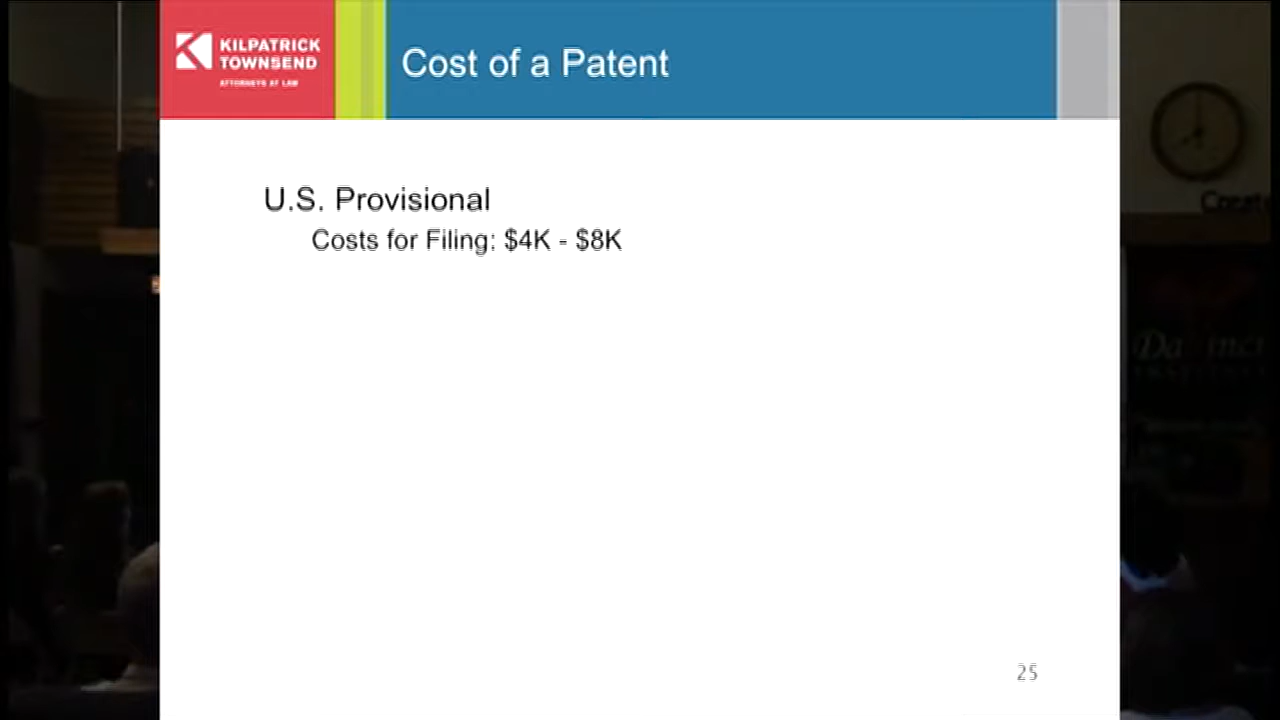 KILPATRICK
TOWNSEND
ATTORNEYS AT LAW
Cost of a Patent
U.S. Provisional
Costs for Filing: $4K - $8K
25